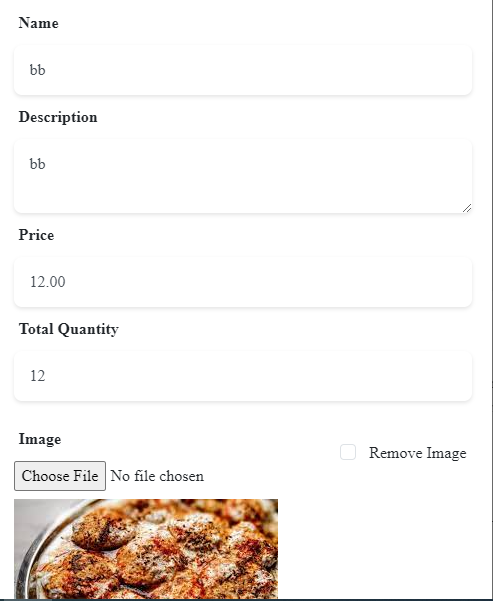 Name
bb
Description
bb
Price
12.00
Total Quantity
12
Image
Remove Image
Choose File No file chosen